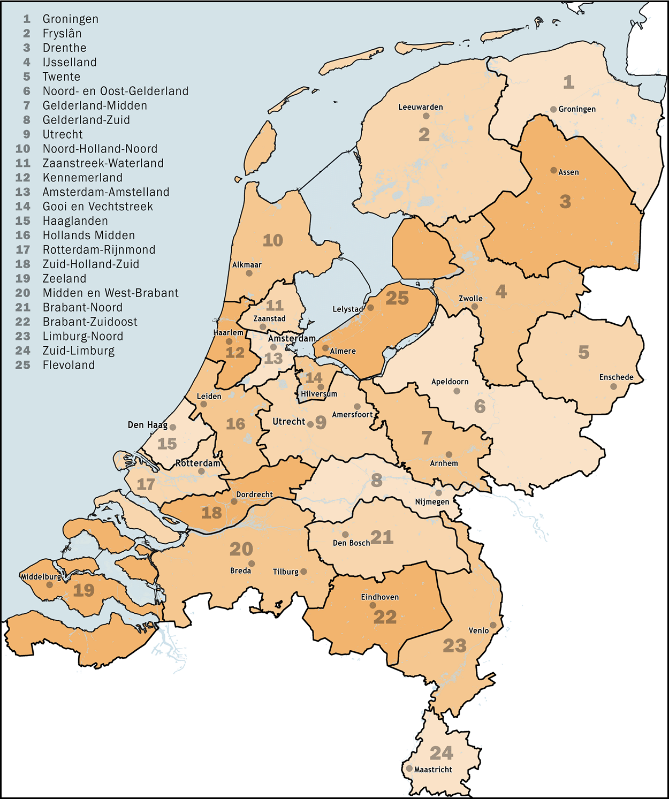 1 Groningen
2 Fryslân
3 Drenthe
4 IJsselland
5 Twente
6 Noord- en Oost-Gelderland
7 Gelderland-Midden
8 Gelderland-Zuid
9 Utrecht
10 Noord-Holland-Noord
11 Zaanstreek-Waterland
12 Kennemerland
13 Amsterdam-Amstelland
14 Gooi en Vechtstreek
15 Haaglanden
16 Hollands Midden
17 Rotterdam-Rijnmond
18 Zuid-Holland-Zuid
19 Zeeland
20 Midden en West-Brabant
21 Brabant-Noord
22 Brabant-Zuidoost
23 Limburg-Noord
24 Zuid-Limburg
25 Flevoland
1
Leeuwarden
Groningen
2
Assen
3
10
Alkmaar
25
4
Zwolle
11
Lelystad
Zaanstad
Haarlem
Amsterdam
12
13
Almere
5
14
Enschede
Apeldoorn
Hilversum
Leiden
6
Amersfoort
Den Haag
16
Utrecht
9
15
7
Rotterdam
Arnhem
17
8
Dordrecht
18
Nijmegen
Den Bosch
21
20
Breda
Tilburg
Middelburg
19
Eindhoven
22
Venlo
23
24
Maastricht